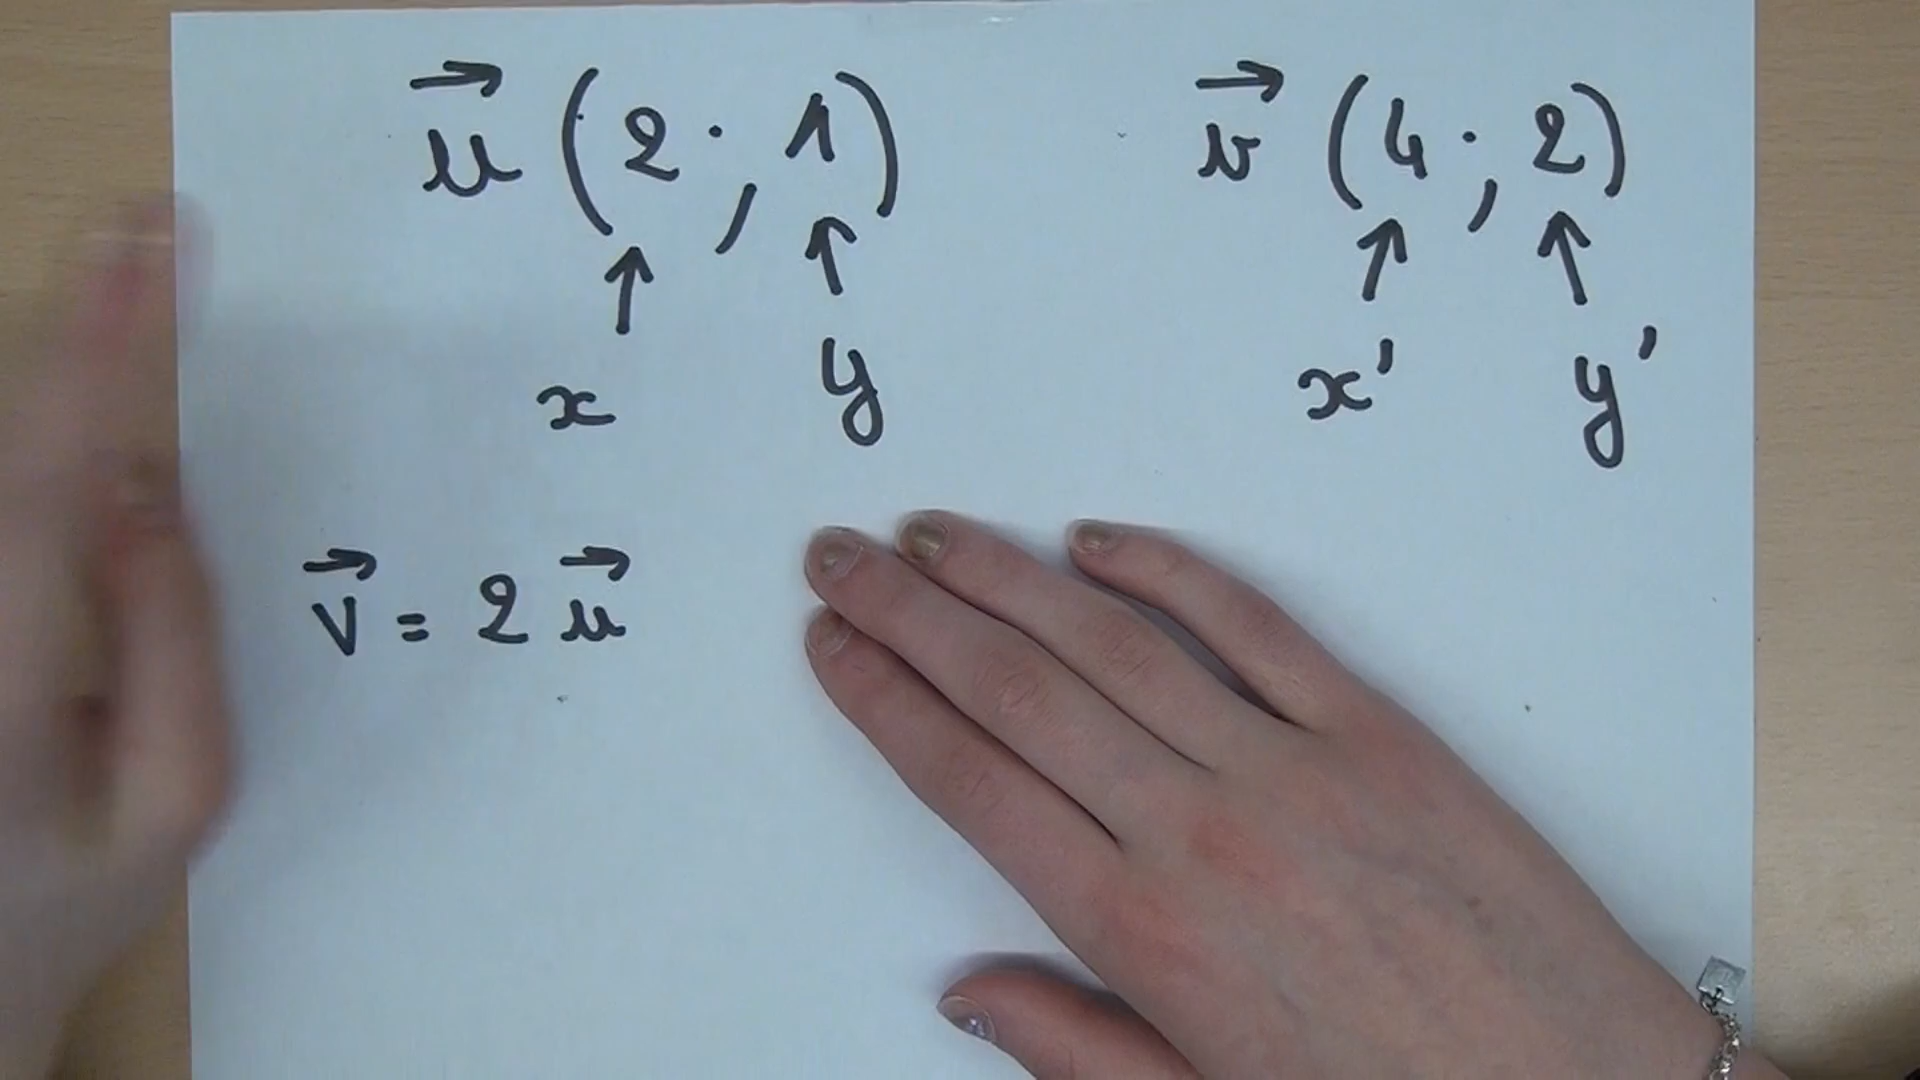 u⃗ (2 ; 1) v⃗ (4 ; 2)
↑ ↑ ↑ ↑
x y x' y'
v⃗ = 2 u⃗